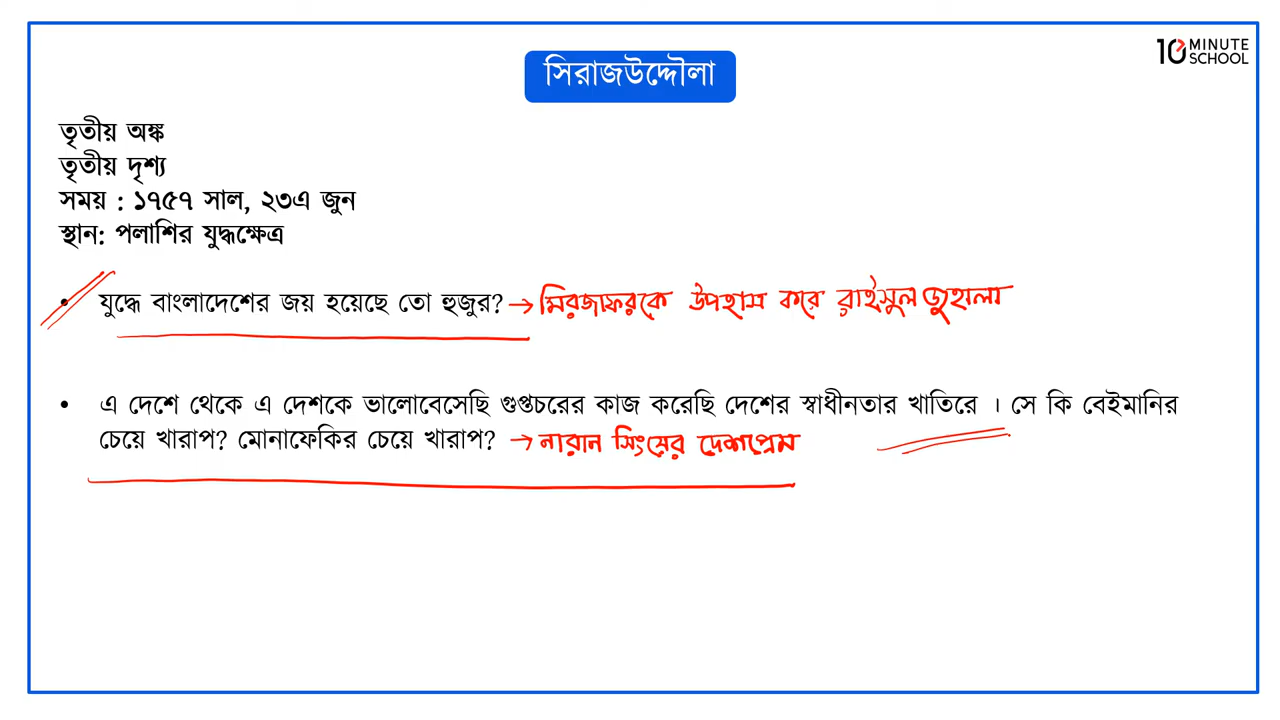 সিরাজউদ্দৌলা
10 MINUTE SCHOOL
তৃতীয় অঙ্ক
তৃতীয় দৃশ্য
সময় : ১৭৫৭ সাল, ২৩এ জুন
স্থান: পলাশির যুদ্ধক্ষেত্র
• যুদ্ধে বাংলাদেশের জয় হয়েছে তো হুজুর? → মিরজাফরকে উপহাস করে রাইসুল জুহালা
• এ দেশে থেকে এ দেশকে ভালোবেসেছি গুপ্তচরের কাজ করেছি দেশের স্বাধীনতার খাতিরে । সে কি বেইমানির
চেয়ে খারাপ? মোনাফেকির চেয়ে খারাপ? → নারান সিংয়ের দেশপ্রেম